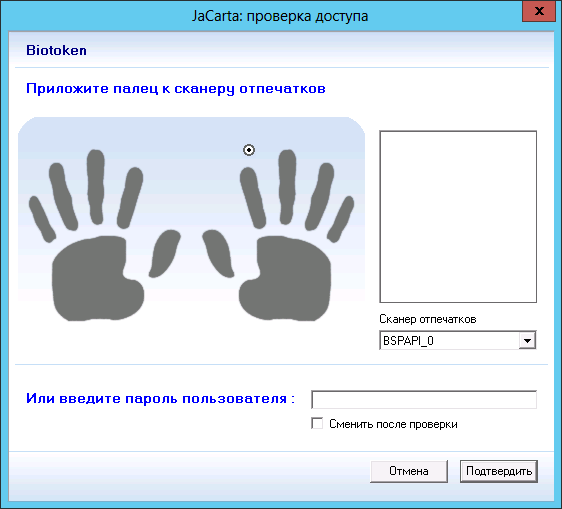 JaCarta: проверка доступа
x
Biotoken
Приложите палец к сканеру отпечатков
Сканер отпечатков
BSPAPI_0
Или введите пароль пользователя :
Сменить после проверки
Отмена
Подтвердить